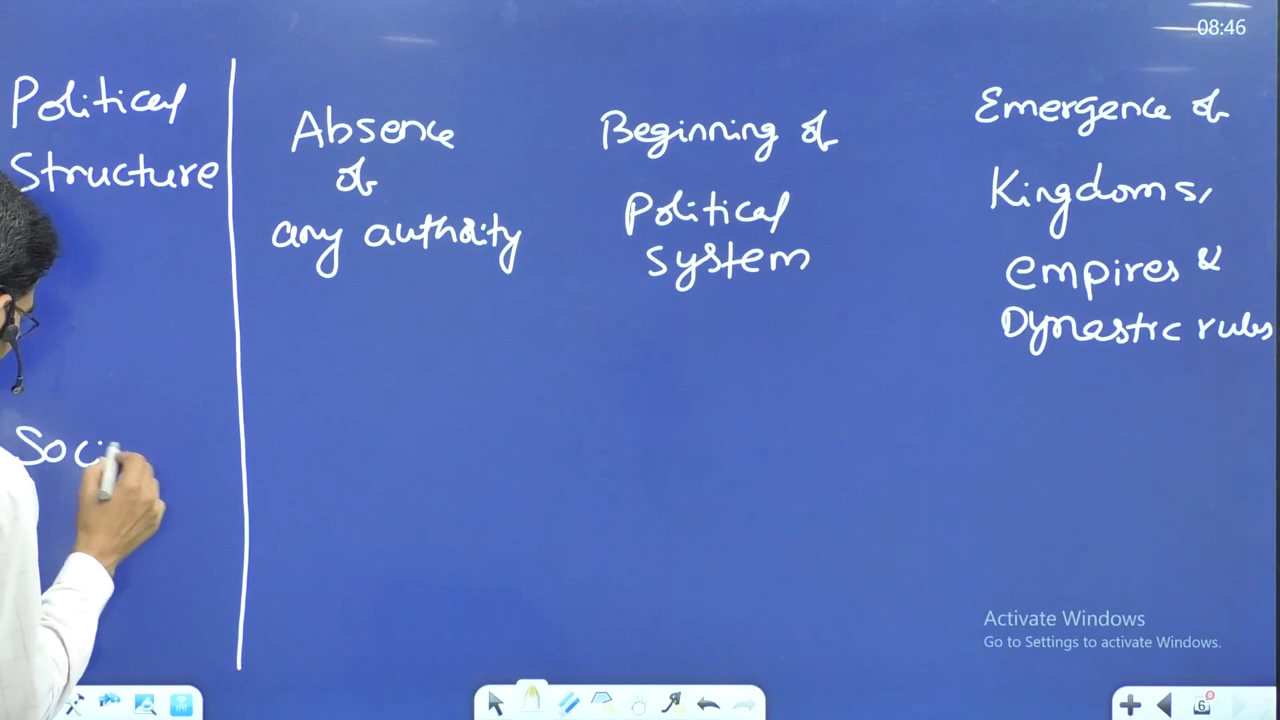 08:46
Political
Structure
Absence
of
any authority
Beginning of
Political
system
Emergence of
Kingdoms,
empires &
Dynastic rules
Soci
Activate Windows
Go to Settings to activate Windows.
6